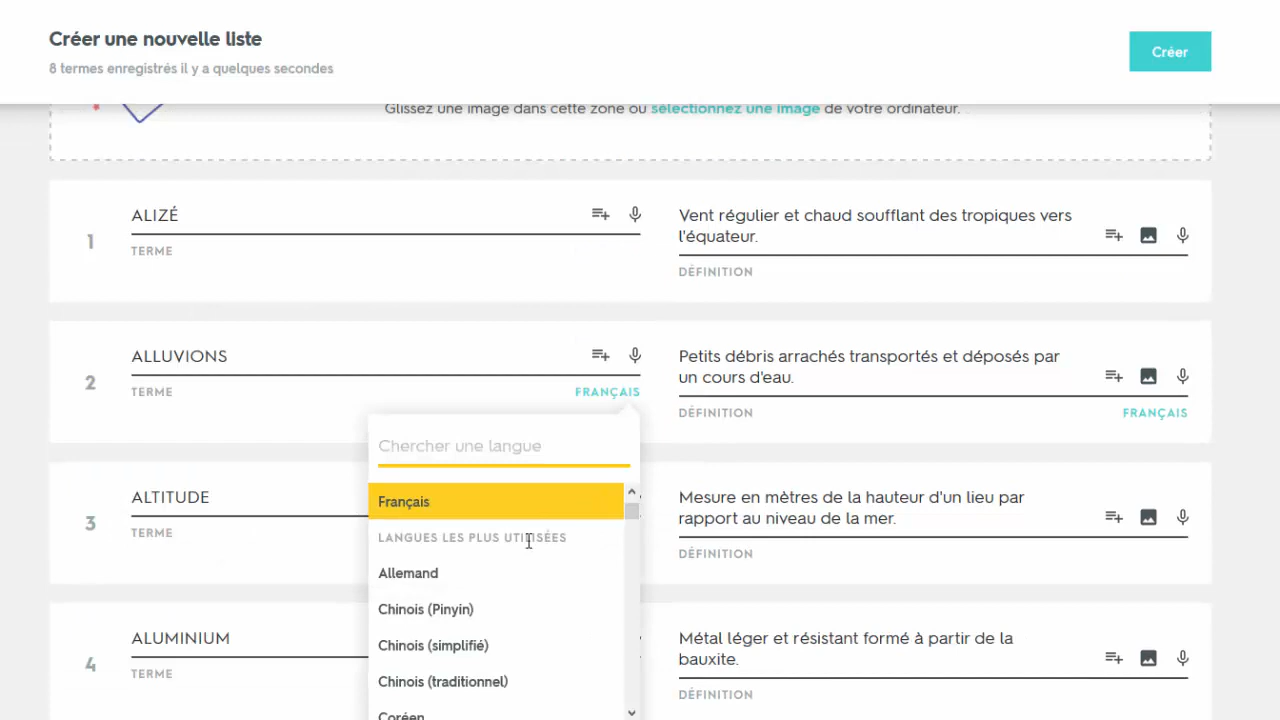 Créer une nouvelle liste
8 termes enregistrés il y a quelques secondes
Créer
Glissez une image dans cette zone ou sélectionnez une image de votre ordinateur.
1
ALIZÉ
TERME
Vent régulier et chaud soufflant des tropiques vers
l'équateur.
DÉFINITION
2
ALLUVIONS
TERME
FRANÇAIS
Petits débris arrachés transportés et déposés par
un cours d'eau.
DÉFINITION
FRANÇAIS
Chercher une langue
Français
LANGUES LES PLUS UTILISÉES
Allemand
Chinois (Pinyin)
Chinois (simplifié)
Chinois (traditionnel)
Coréen
3
ALTITUDE
TERME
Mesure en mètres de la hauteur d'un lieu par
rapport au niveau de la mer.
DÉFINITION
4
ALUMINIUM
TERME
Métal léger et résistant formé à partir de la
bauxite.
DÉFINITION